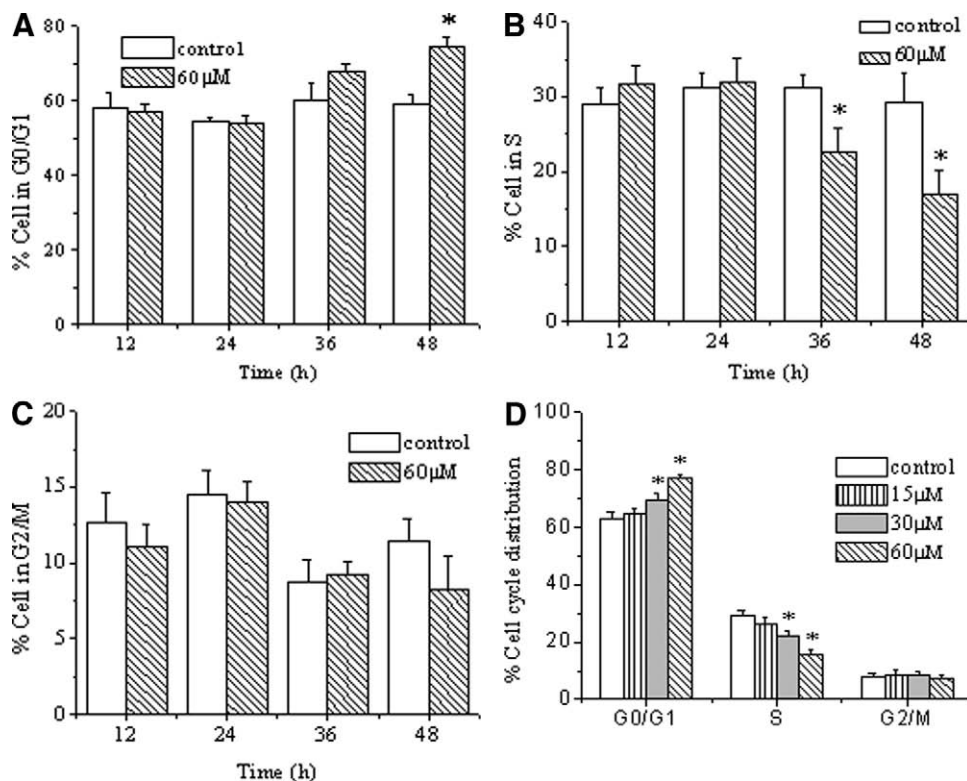 A
% Cell in G0/G1
80
60
40
20
0
control
60μM
*
12 24 36 48
Time (h)
B
% Cell in S
40
30
20
10
0
control
60μM
*
*
12 24 36 48
Time (h)
C
% Cell in G2/M
20
15
10
5
0
control
60μM
12 24 36 48
Time (h)
D
% Cell cycle distribution
100
80
60
40
20
0
control
15μM
30μM
60μM
* *
* *
G0/G1 S G2/M